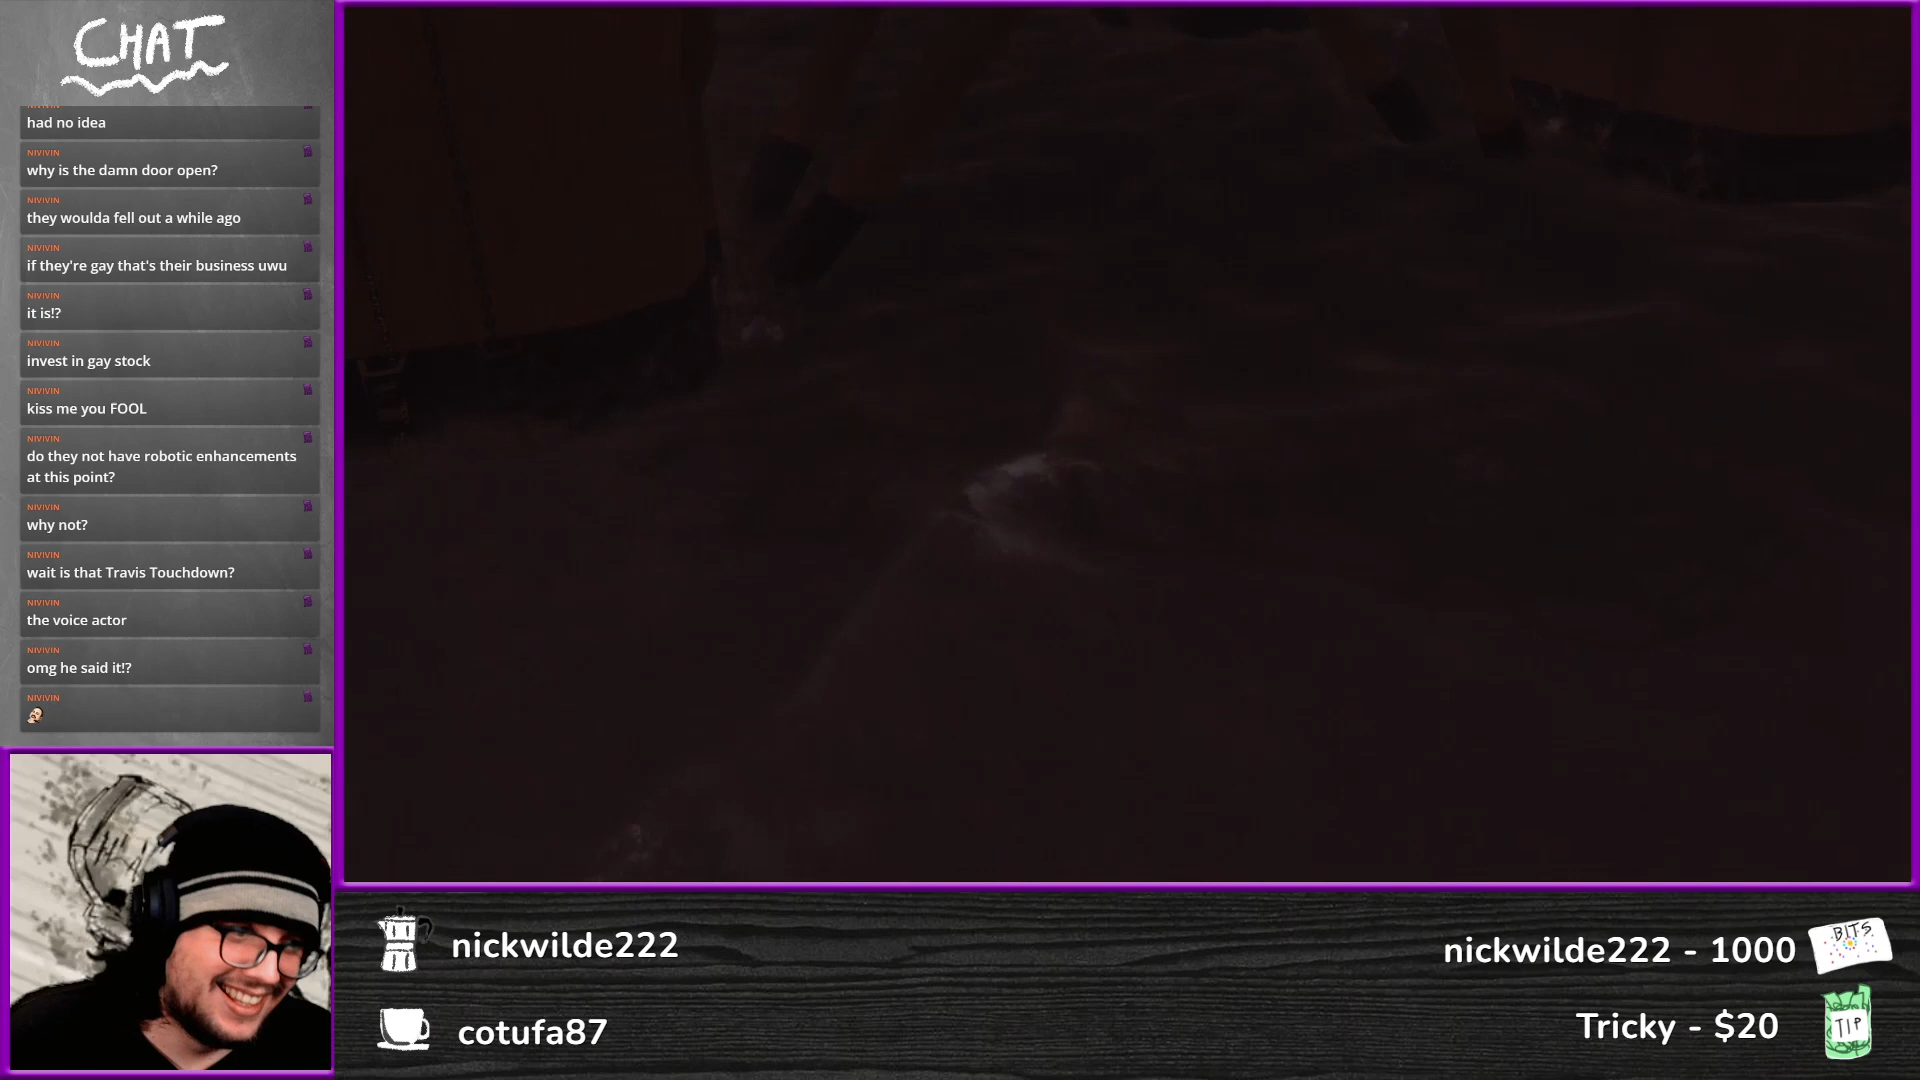 CHAT
had no idea
NIVIVIN
why is the damn door open?
NIVIVIN
they woulda fell out a while ago
NIVIVIN
if they're gay that's their business uwu
NIVIVIN
it is!?
NIVIVIN
invest in gay stock
NIVIVIN
kiss me you FOOL
NIVIVIN
do they not have robotic enhancements
at this point?
NIVIVIN
why not?
NIVIVIN
wait is that Travis Touchdown?
NIVIVIN
the voice actor
NIVIVIN
omg he said it!?
NIVIVIN
nickwilde222
cotufa87
nickwilde222 - 1000
BITS
Tricky - $20
TIP